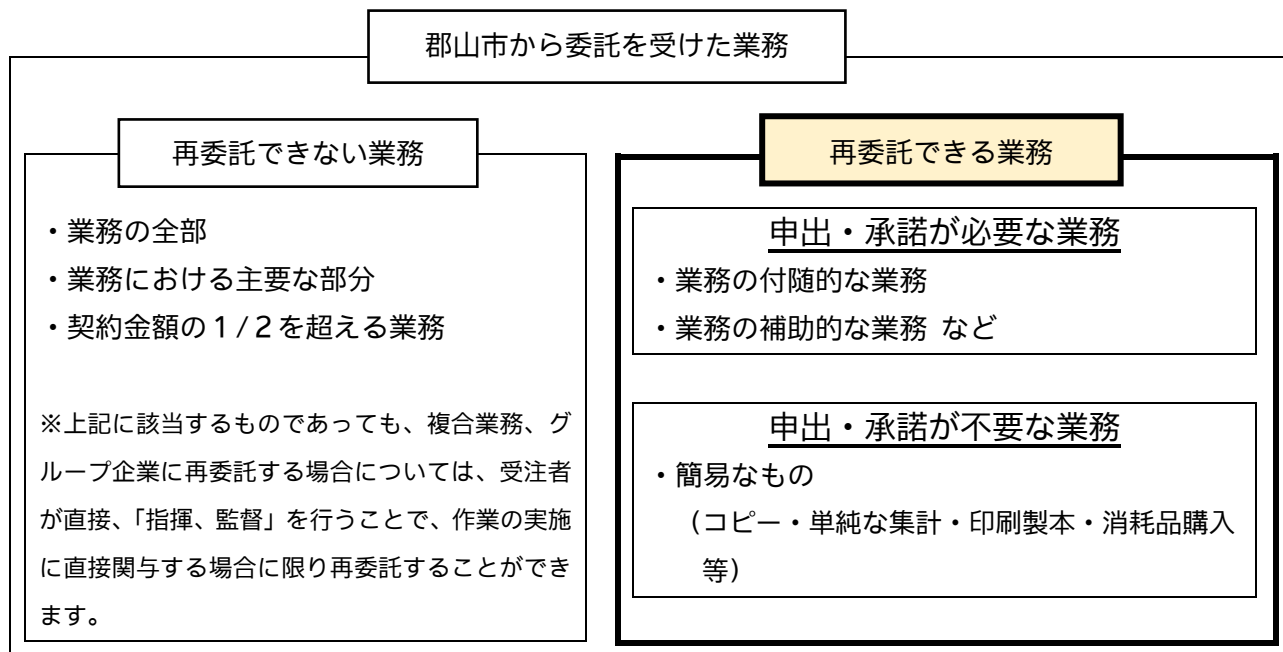 郡山市から委託を受けた業務
再委託できない業務
・業務の全部
・業務における主要な部分
・契約金額の1/2を超える業務
※上記に該当するものであっても、複合業務、グ
ループ企業に再委託する場合については、受注者
が直接、「指揮、監督」を行うことで、作業の実施
に直接関与する場合に限り再委託することができ
ます。
再委託できる業務
申出・承諾が必要な業務
・業務の付随的な業務
・業務の補助的な業務 など
申出・承諾が不要な業務
・簡易なもの
(コピー・単純な集計・印刷製本・消耗品購入
等)